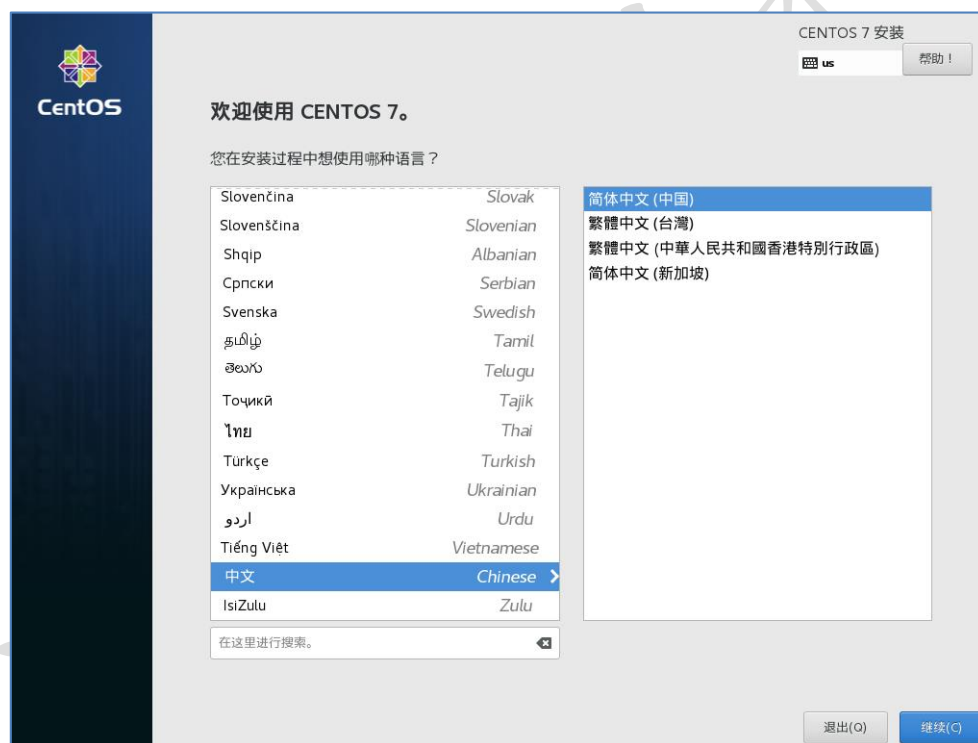 CENTOS 7 安装
us
帮助！
CentOS
欢迎使用 CENTOS 7。
您在安装过程中想使用哪种语言？
Slovenčina Slovak
Slovenščina Slovenian
Shqip Albanian
Српски Serbian
Svenska Swedish
தமிழ் Tamil
తెలుగు Telugu
Тоҷикӣ Tajik
ไทย Thai
Türkçe Turkish
Українська Ukrainian
اردو Urdu
Tiếng Việt Vietnamese
中文 Chinese
IsiZulu Zulu
简体中文 (中国)
繁體中文 (台灣)
繁體中文 (中華人民共和國香港特別行政區)
简体中文 (新加坡)
在这里进行搜索。
退出(Q)
继续(C)